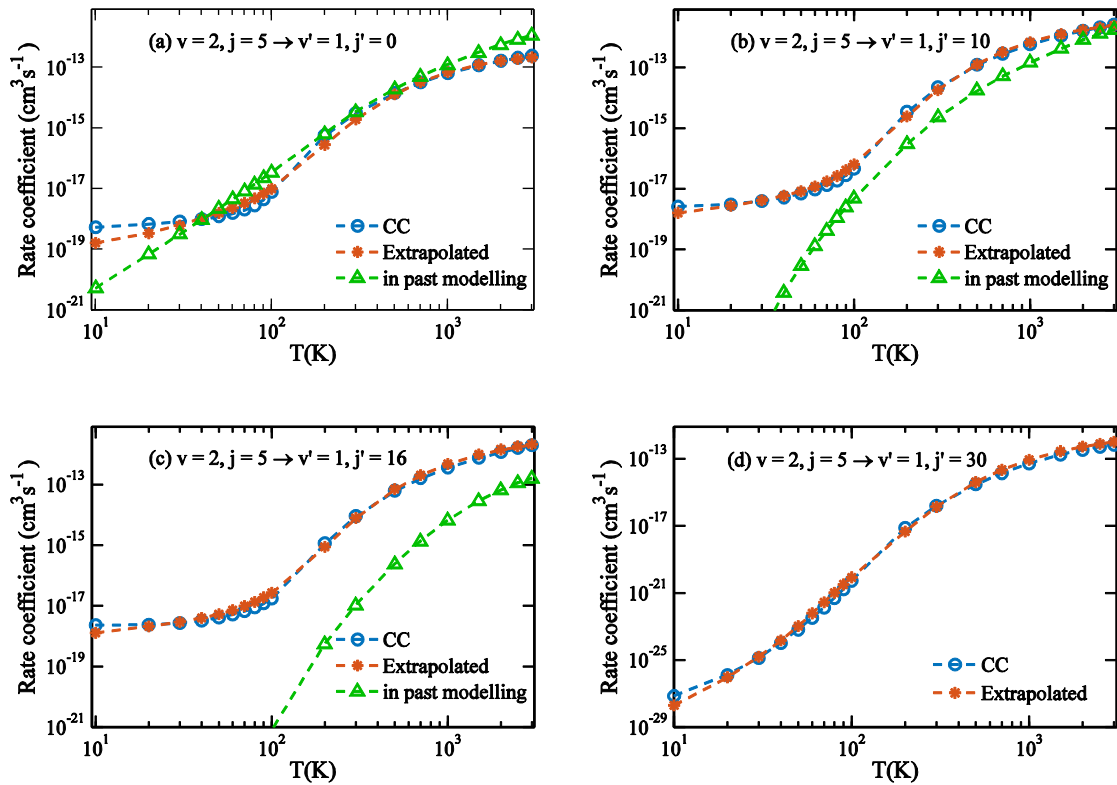 (a) v = 2, j = 5 → v' = 1, j' = 0
Rate coefficient (cm³s⁻¹)
10⁻¹³
10⁻¹⁵
10⁻¹⁷
10⁻¹⁹
10⁻²¹
CC
Extrapolated
in past modelling
10¹
10²
10³
T(K)
(b) v = 2, j = 5 → v' = 1, j' = 10
Rate coefficient (cm³s⁻¹)
10⁻¹³
10⁻¹⁵
10⁻¹⁷
10⁻¹⁹
10⁻²¹
CC
Extrapolated
in past modelling
10¹
10²
10³
T(K)
(c) v = 2, j = 5 → v' = 1, j' = 16
Rate coefficient (cm³s⁻¹)
10⁻¹³
10⁻¹⁵
10⁻¹⁷
10⁻¹⁹
10⁻²¹
CC
Extrapolated
in past modelling
10¹
10²
10³
T(K)
(d) v = 2, j = 5 → v' = 1, j' = 30
Rate coefficient (cm³s⁻¹)
10⁻¹³
10⁻¹⁷
10⁻²¹
10⁻²⁵
10⁻²⁹
CC
Extrapolated
10¹
10²
10³
T(K)